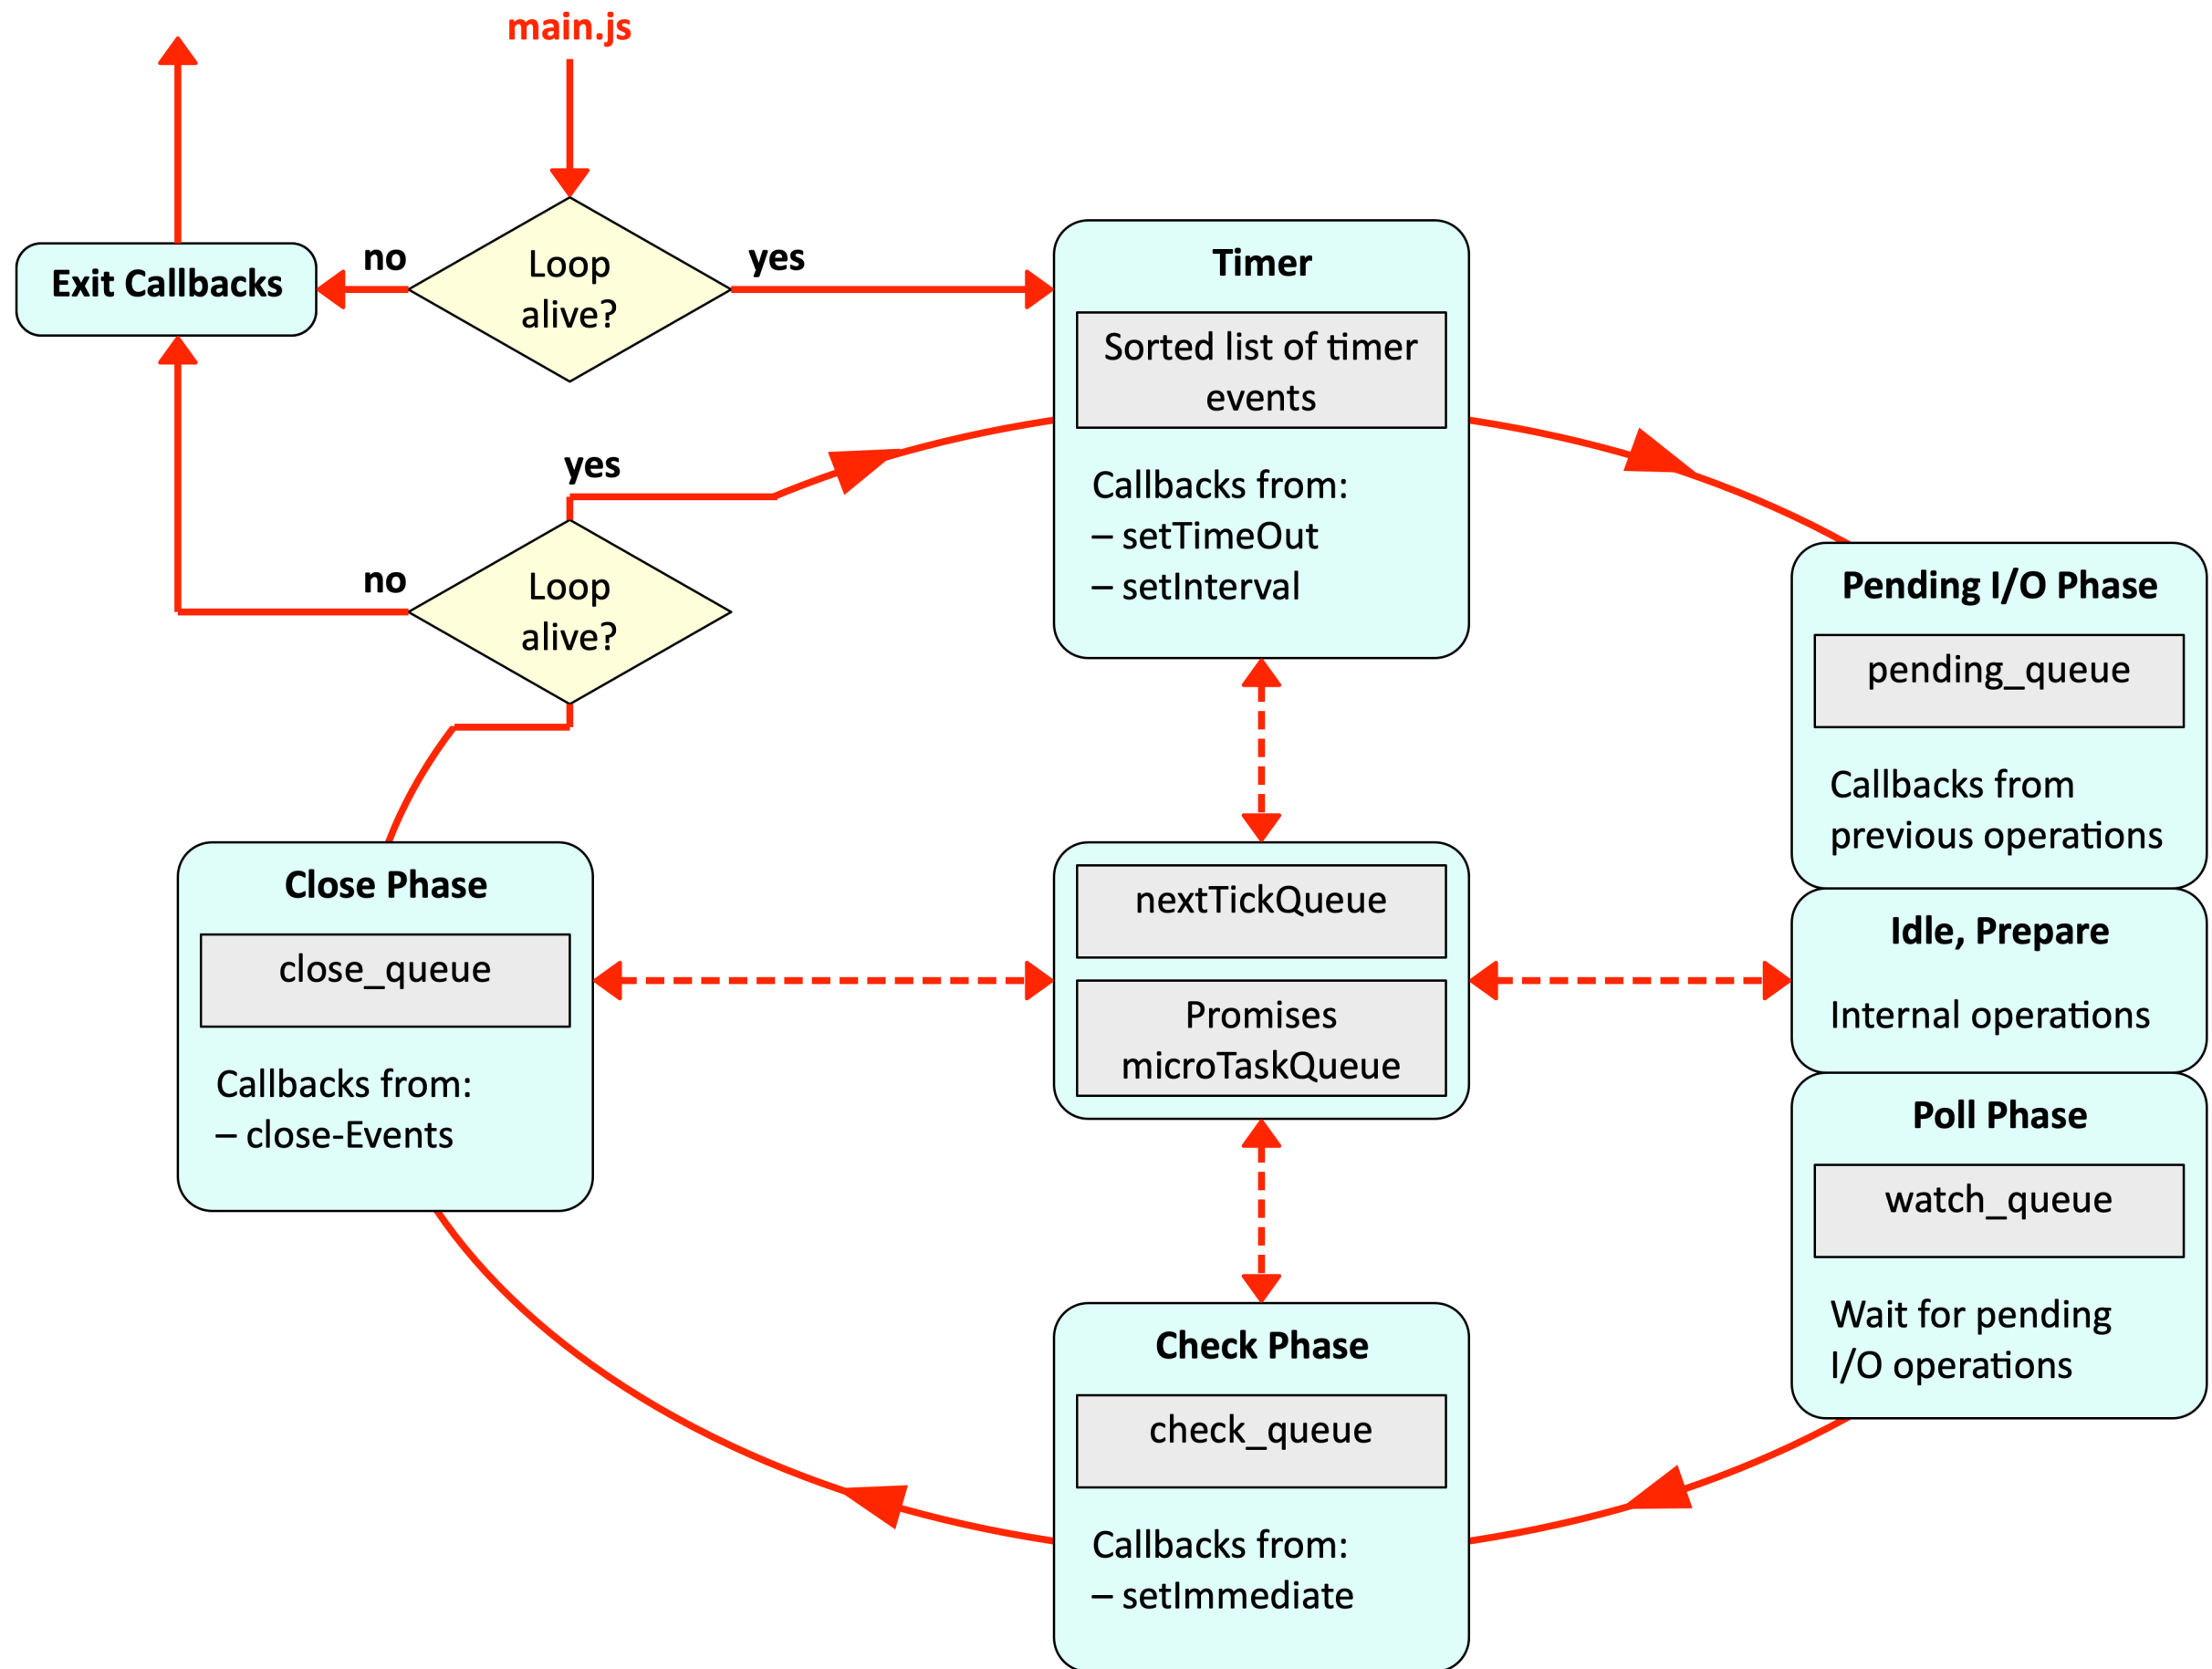 main.js
Exit Callbacks
no
Loop
alive?
yes
Timer
Sorted list of timer
events
Callbacks from:
– setTimeOut
– setInterval
yes
no
Loop
alive?
Pending I/O Phase
pending_queue
Callbacks from
previous operations
Idle, Prepare
Internal operations
Poll Phase
watch_queue
Wait for pending
I/O operations
nextTickQueue
Promises
microTaskQueue
Close Phase
close_queue
Callbacks from:
– close-Events
Check Phase
check_queue
Callbacks from:
– setImmediate